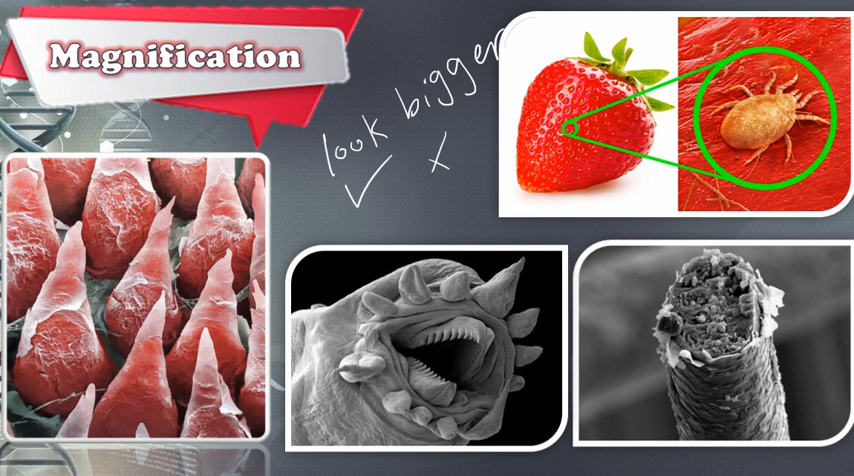 Magnification
look bigger
✓ ×